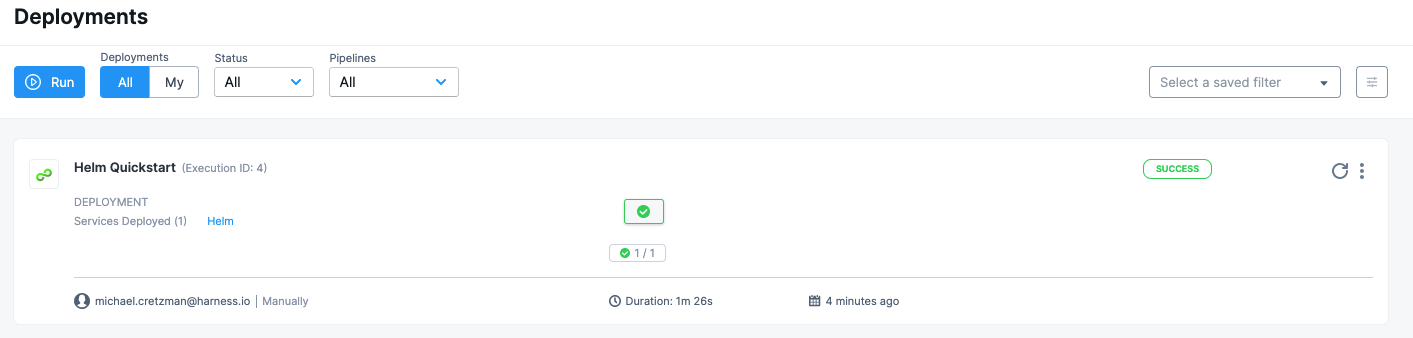 Deployments
Deployments Status Pipelines
Run All My All All Select a saved filter
Helm Quickstart (Execution ID: 4) SUCCESS
DEPLOYMENT
Services Deployed (1) Helm
1 / 1
michael.cretzman@harness.io | Manually Duration: 1m 26s 4 minutes ago